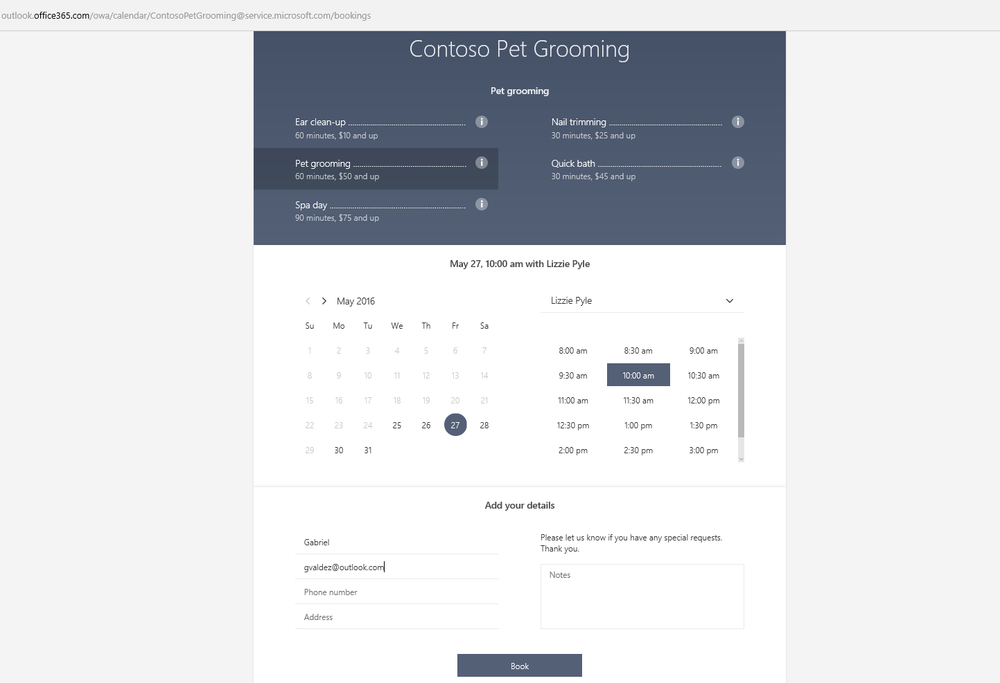 outlook.office365.com/owa/calendar/ContosoPetGrooming@service.microsoft.com/bookings
Contoso Pet Grooming
Pet grooming
Ear clean-up
60 minutes, $10 and up
Nail trimming
30 minutes, $25 and up
Pet grooming
60 minutes, $50 and up
Quick bath
30 minutes, $45 and up
Spa day
90 minutes, $75 and up
May 27, 10:00 am with Lizzie Pyle
May 2016
Su Mo Tu We Th Fr Sa
1 2 3 4 5 6 7
8 9 10 11 12 13 14
15 16 17 18 19 20 21
22 23 24 25 26 27 28
29 30 31
Lizzie Pyle
8:00 am 8:30 am 9:00 am
9:30 am 10:00 am 10:30 am
11:00 am 11:30 am 12:00 pm
12:30 pm 1:00 pm 1:30 pm
2:00 pm 2:30 pm 3:00 pm
Add your details
Gabriel
gvaldez@outlook.com
Phone number
Address
Please let us know if you have any special requests.
Thank you.
Notes
Book